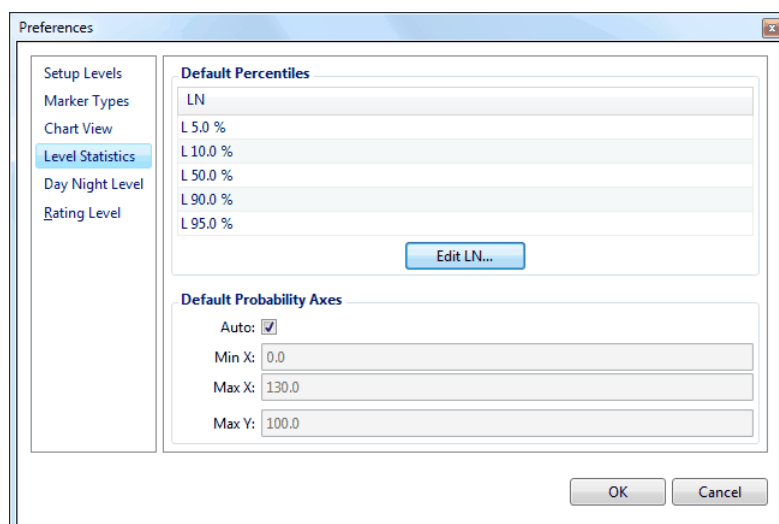 Preferences
Setup Levels
Marker Types
Chart View
Level Statistics
Day Night Level
Rating Level
Default Percentiles
LN
L 5.0 %
L 10.0 %
L 50.0 %
L 90.0 %
L 95.0 %
Edit LN...
Default Probability Axes
Auto:
Min X: 0.0
Max X: 130.0
Max Y: 100.0
OK Cancel